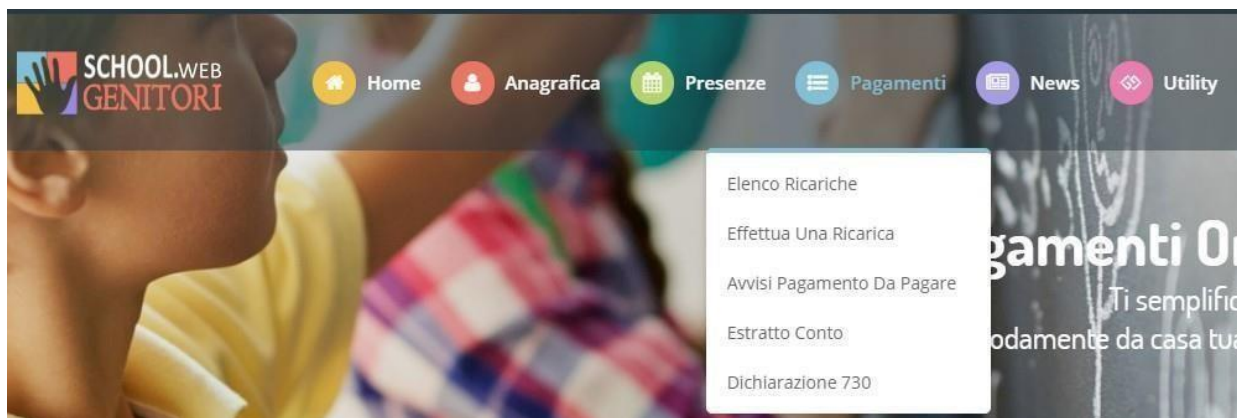 SCHOOL.WEB
GENITORI
Home
Anagrafica
Presenze
Pagamenti
News
Utility
Elenco Ricariche
Effettua Una Ricarica
Avvisi Pagamento Da Pagare
Estratto Conto
Dichiarazione 730
gamenti O
Ti semplific
odamente da casa tua